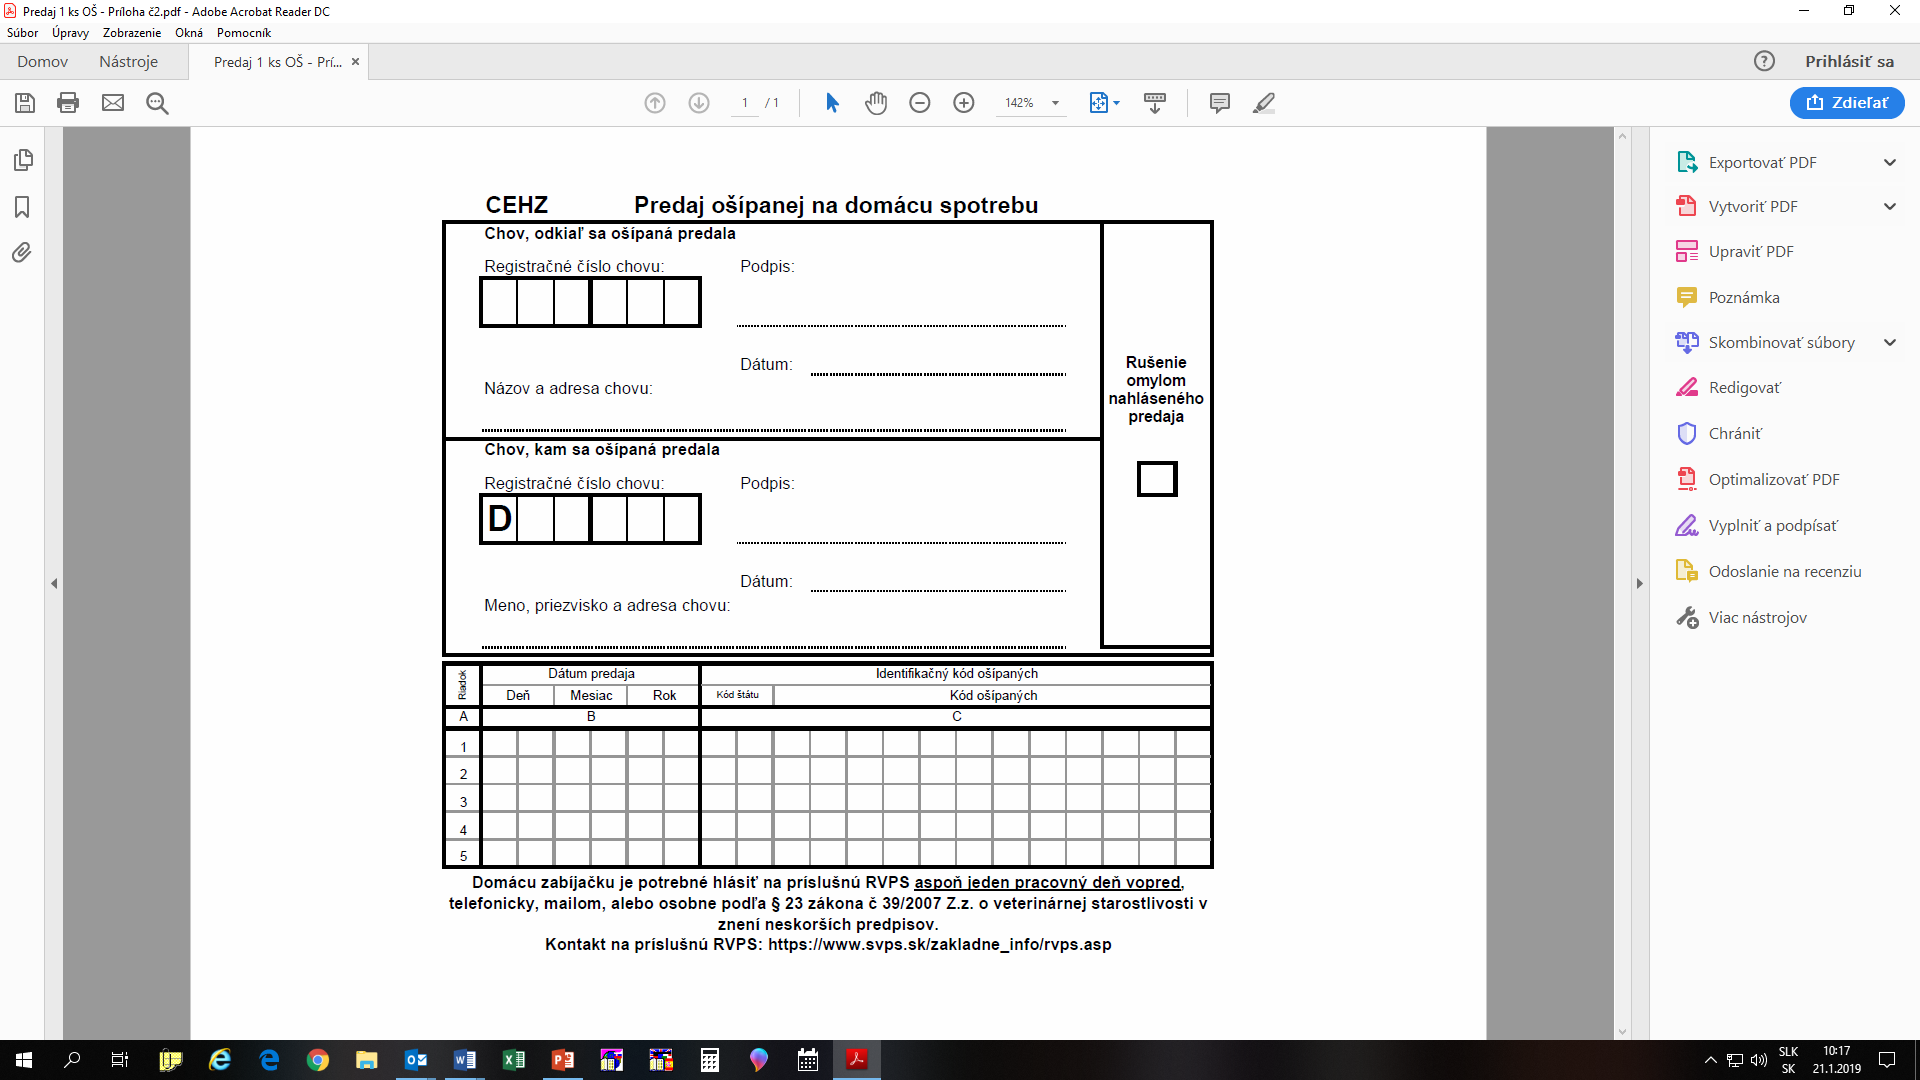 Predaj 1 ks OŠ - Príloha č2.pdf - Adobe Acrobat Reader DC
Súbor Úpravy Zobrazenie Okná Pomocník
Domov Nástroje Predaj 1 ks OŠ - Prí... × ? Prihlásiť sa
1 / 1 142% Zdieľať
Exportovať PDF
Vytvoriť PDF
Upraviť PDF
Poznámka
Skombinovať súbory
Redigovať
Chrániť
Optimalizovať PDF
Vyplniť a podpísať
Odoslanie na recenziu
Viac nástrojov
CEHZ Predaj ošípanej na domácu spotrebu
Chov, odkiaľ sa ošípaná predala
Registračné číslo chovu: Podpis:
Dátum:
Názov a adresa chovu:
Rušenie
omylom
nahláseného
predaja
Chov, kam sa ošípaná predala
Registračné číslo chovu: Podpis:
D
Dátum:
Meno, priezvisko a adresa chovu:
Riadok Dátum predaja Identifikačný kód ošípaných
Deň Mesiac Rok Kód štátu Kód ošípaných
A B C
1
2
3
4
5
Domácu zabíjačku je potrebné hlásiť na príslušnú RVPS aspoň jeden pracovný deň vopred,
telefonicky, mailom, alebo osobne podľa § 23 zákona č 39/2007 Z.z. o veterinárnej starostlivosti v
znení neskorších predpisov.
Kontakt na príslušnú RVPS: https://www.svps.sk/zakladne_info/rvps.asp
SLK 10:17
SK 21.1.2019